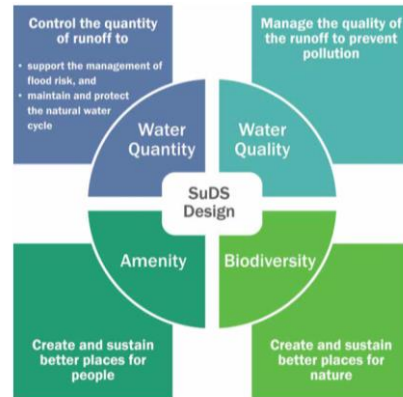 Control the quantity
of runoff to
• support the management of
flood risk, and
• maintain and protect
the natural water
cycle
Manage the quality of
the runoff to prevent
pollution
Water
Quantity
Water
Quality
SuDS
Design
Amenity
Biodiversity
Create and sustain
better places for
people
Create and sustain
better places for
nature